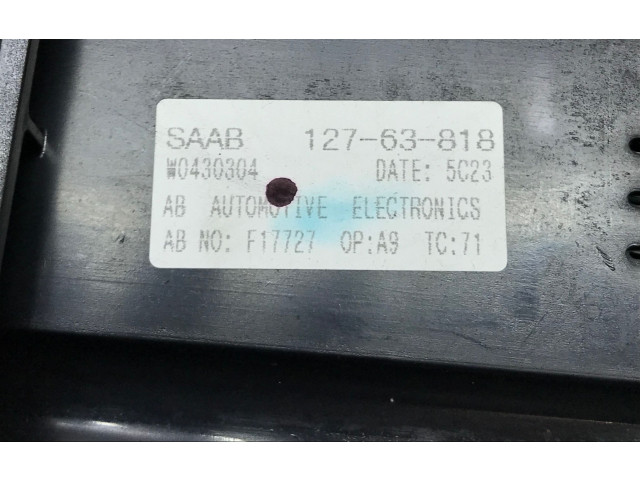 SAAB 127-63-818
W0430304 DATE: 5C23
AB AUTOMOTIVE ELECTRONICS
AB NO: F17727 OP:A9 TC:71